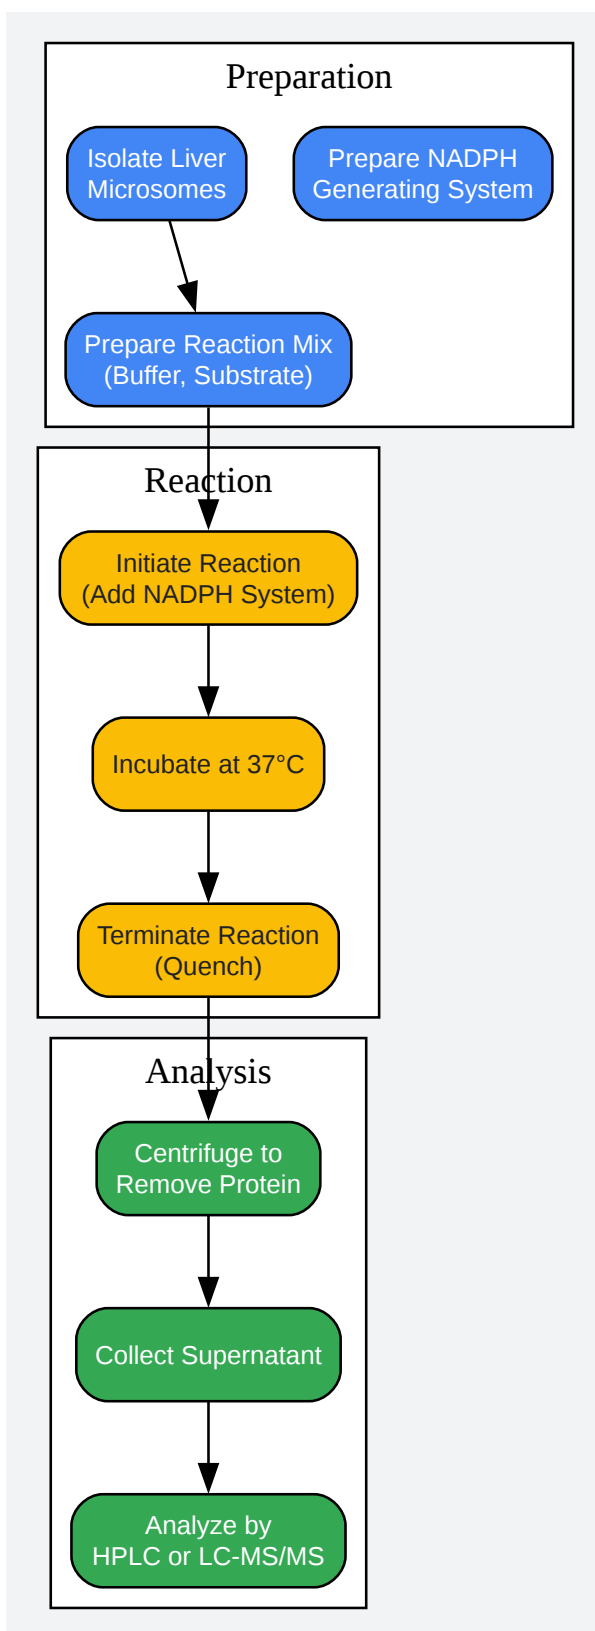 Preparation
Isolate Liver
Microsomes
Prepare NADPH
Generating System
Prepare Reaction Mix
(Buffer, Substrate)
Reaction
Initiate Reaction
(Add NADPH System)
Incubate at 37°C
Terminate Reaction
(Quench)
Analysis
Centrifuge to
Remove Protein
Collect Supernatant
Analyze by
HPLC or LC-MS/MS